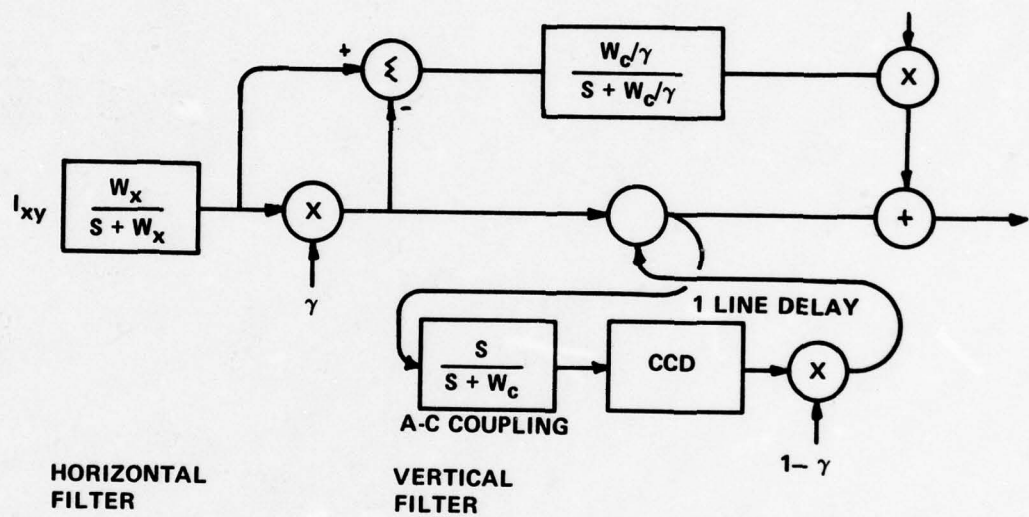 +
Σ
-
W_c/γ
S + W_c/γ
X
I_xy
W_x
S + W_x
X
+
γ
1 LINE DELAY
S
S + W_c
CCD
X
A-C COUPLING
1– γ
HORIZONTAL
FILTER
VERTICAL
FILTER